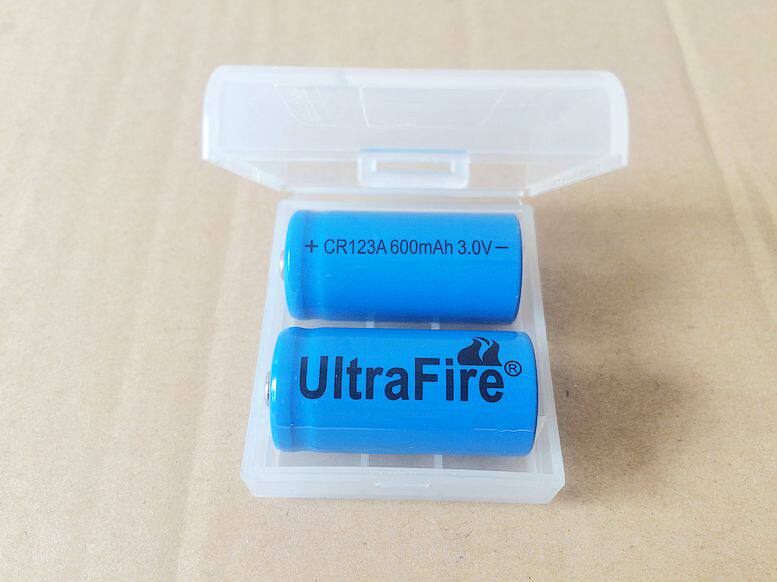 + CR123A 600mAh 3.0V −
UltraFire®